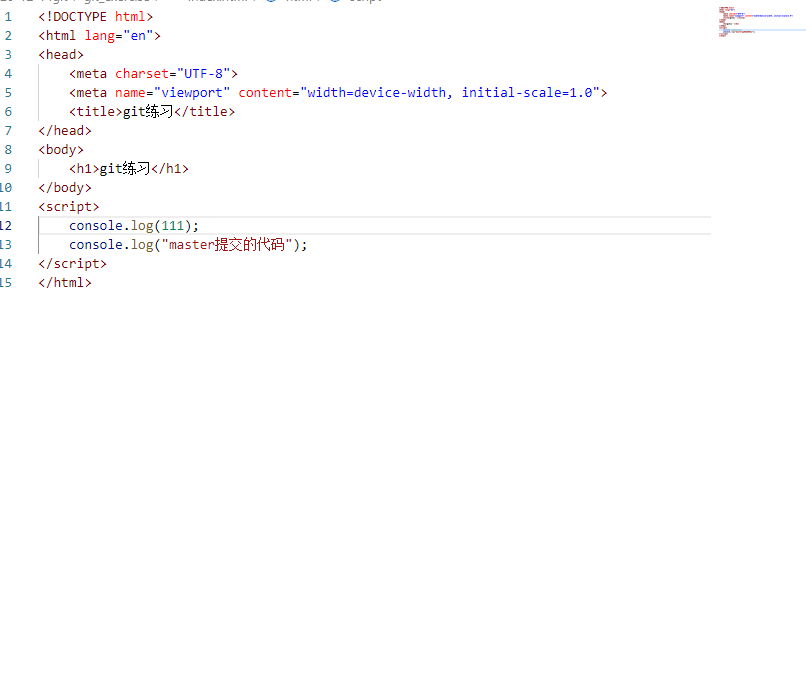 1 <!DOCTYPE html>
2 <html lang="en">
3 <head>
4 <meta charset="UTF-8">
5 <meta name="viewport" content="width=device-width, initial-scale=1.0">
6 <title>git练习</title>
7 </head>
8 <body>
9 <h1>git练习</h1>
10 </body>
11 <script>
12 console.log(111);
13 console.log("master提交的代码");
14 </script>
15 </html>